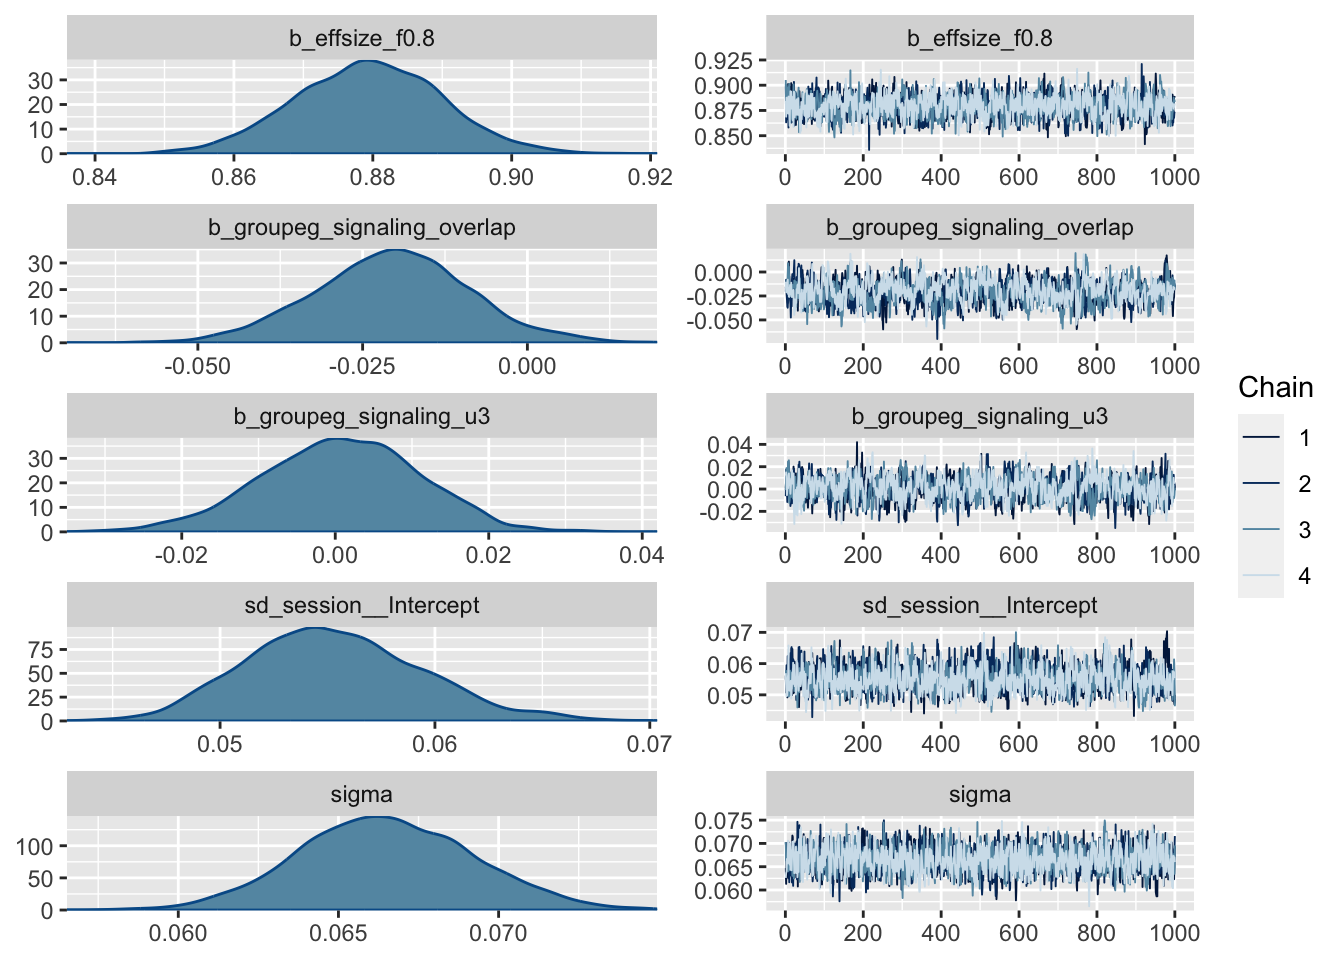 b_effsize_f0.8
30
20
10
0
0.84 0.86 0.88 0.90 0.92
b_effsize_f0.8
0.925
0.900
0.875
0.850
0 200 400 600 800 1000
b_groupeg_signaling_overlap
30
20
10
0
-0.050 -0.025 0.000
b_groupeg_signaling_overlap
0.000
-0.025
-0.050
0 200 400 600 800 1000
b_groupeg_signaling_u3
30
20
10
0
-0.02 0.00 0.02 0.04
b_groupeg_signaling_u3
0.04
0.02
0.00
-0.02
0 200 400 600 800 1000
sd_session__Intercept
75
50
25
0
0.05 0.06 0.07
sd_session__Intercept
0.07
0.06
0.05
0 200 400 600 800 1000
sigma
100
50
0
0.060 0.065 0.070
sigma
0.075
0.070
0.065
0.060
0 200 400 600 800 1000
Chain
1
2
3
4